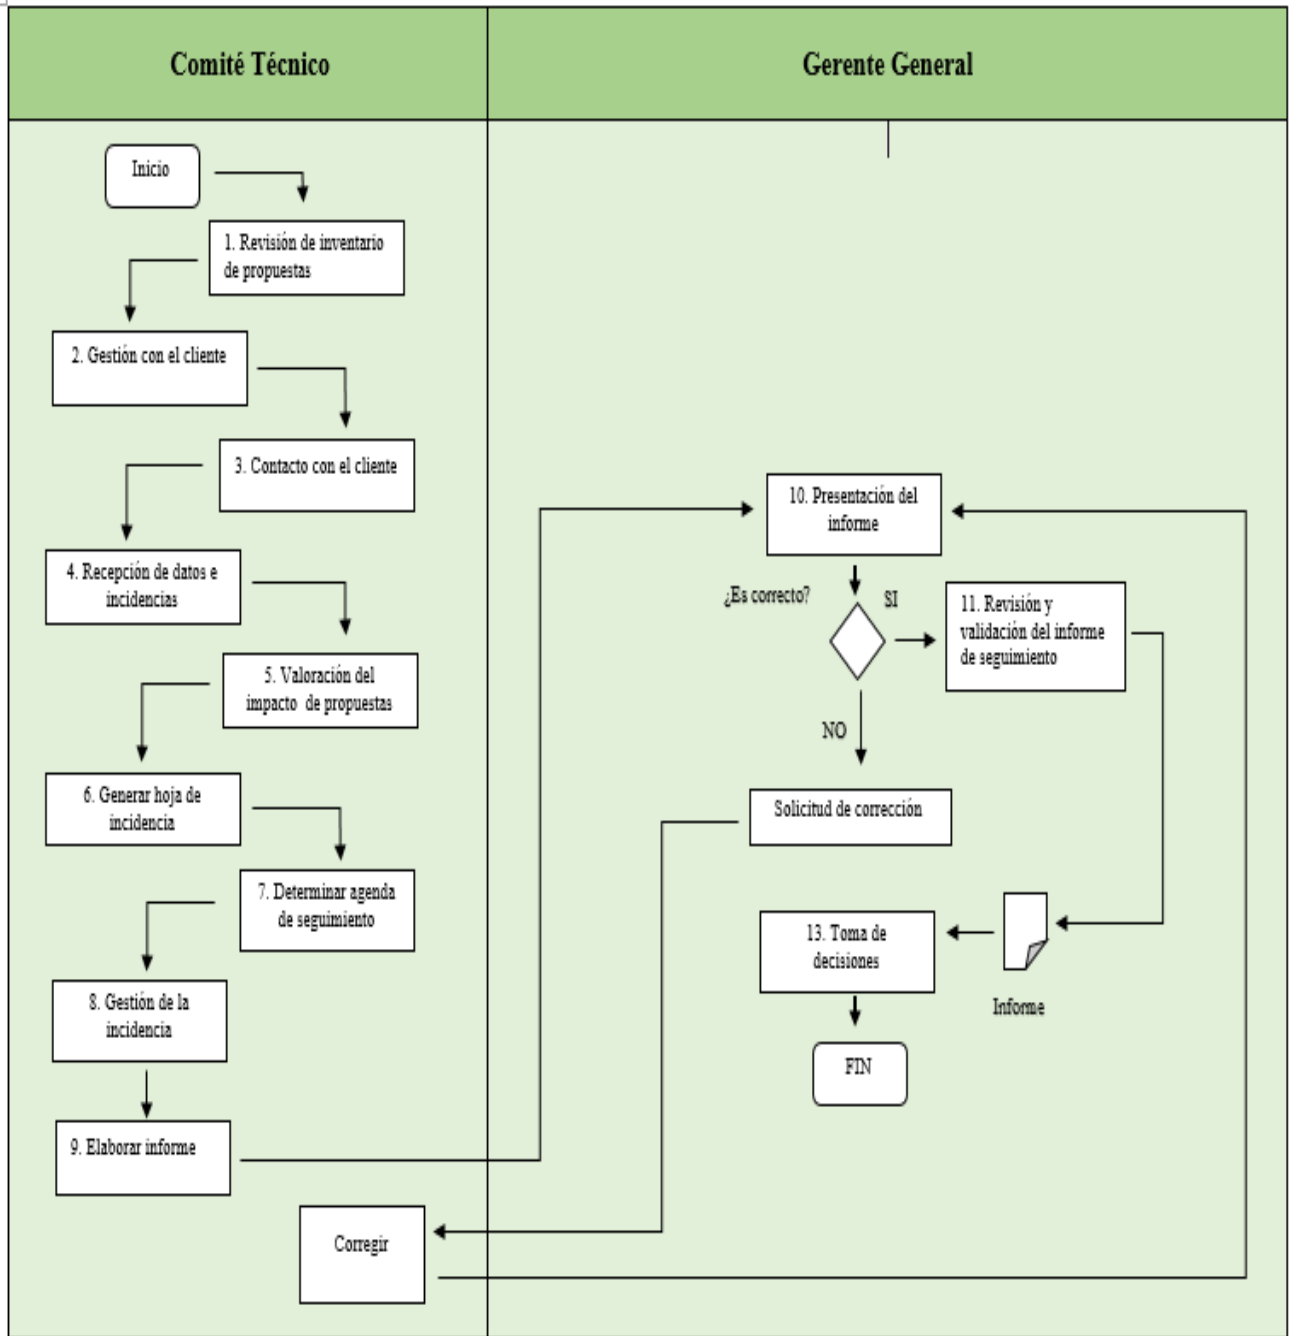 Comité Técnico
Gerente General
Inicio
1. Revisión de inventario
de propuestas
2. Gestión con el cliente
3. Contacto con el cliente
4. Recepción de datos e
incidencias
5. Valoración del
impacto de propuestas
6. Generar hoja de
incidencia
7. Determinar agenda
de seguimiento
8. Gestión de la
incidencia
9. Elaborar informe
Corregir
10. Presentación del
informe
¿Es correcto?
SI
11. Revisión y
validación del informe
de seguimiento
NO
Solicitud de corrección
13. Toma de
decisiones
Informe
FIN